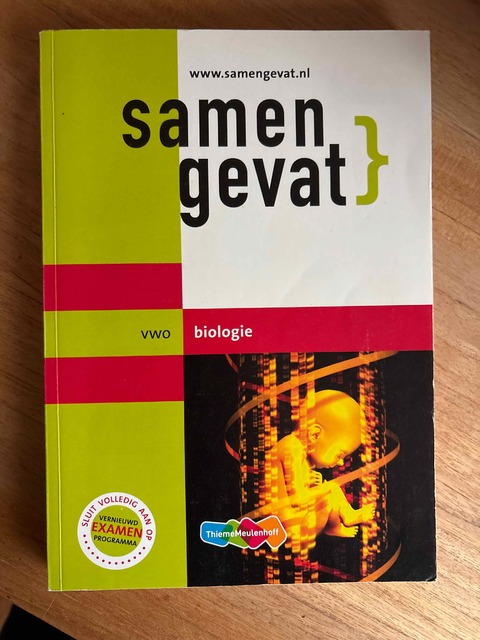 www.samengevat.nl
samen
gevat}
vwo
biologie
SLUIT VOLLEDIG AAN OP
VERNIEUWD
EXAMEN
PROGRAMMA
ThiemeMeulenhoff